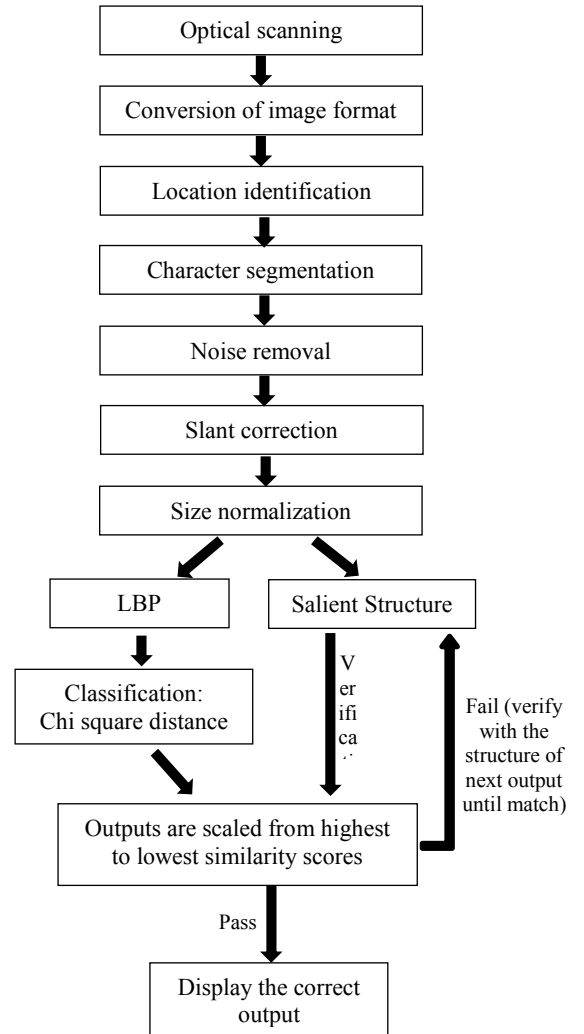 Optical scanning
Conversion of image format
Location identification
Character segmentation
Noise removal
Slant correction
Size normalization
LBP
Salient Structure
Classification:
Chi square distance
V
er
ifi
ca
Fail (verify
with the
structure of
next output
until match)
Outputs are scaled from highest
to lowest similarity scores
Pass
Display the correct
output